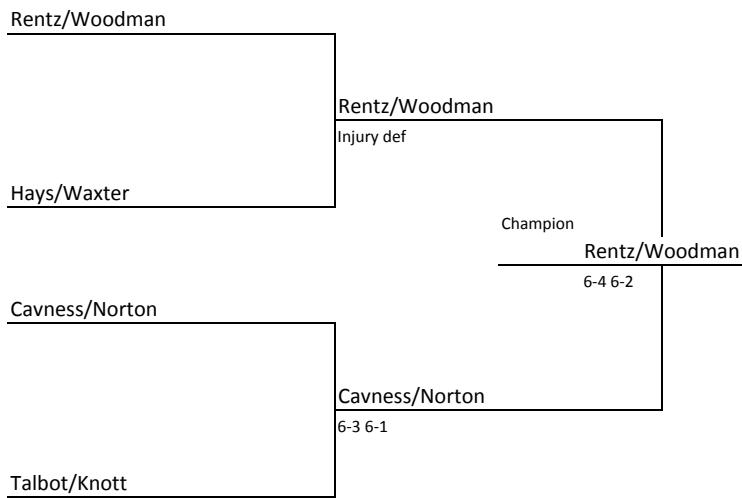 Rentz/Woodman
Rentz/Woodman
Injury def
Hays/Waxter
Champion
Rentz/Woodman
6-4 6-2
Cavness/Norton
Cavness/Norton
6-3 6-1
Talbot/Knott